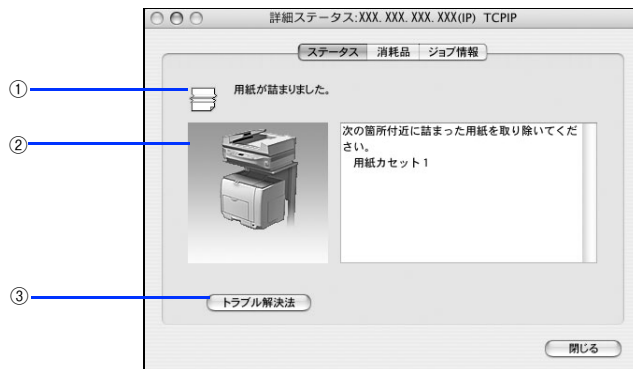 詳細ステータス:XXX. XXX. XXX. XXX(IP) TCPIP
ステータス 消耗品 ジョブ情報
① 用紙が詰まりました。
②
次の箇所付近に詰まった用紙を取り除いてくだ
さい。
用紙カセット1
③ トラブル解決法
閉じる